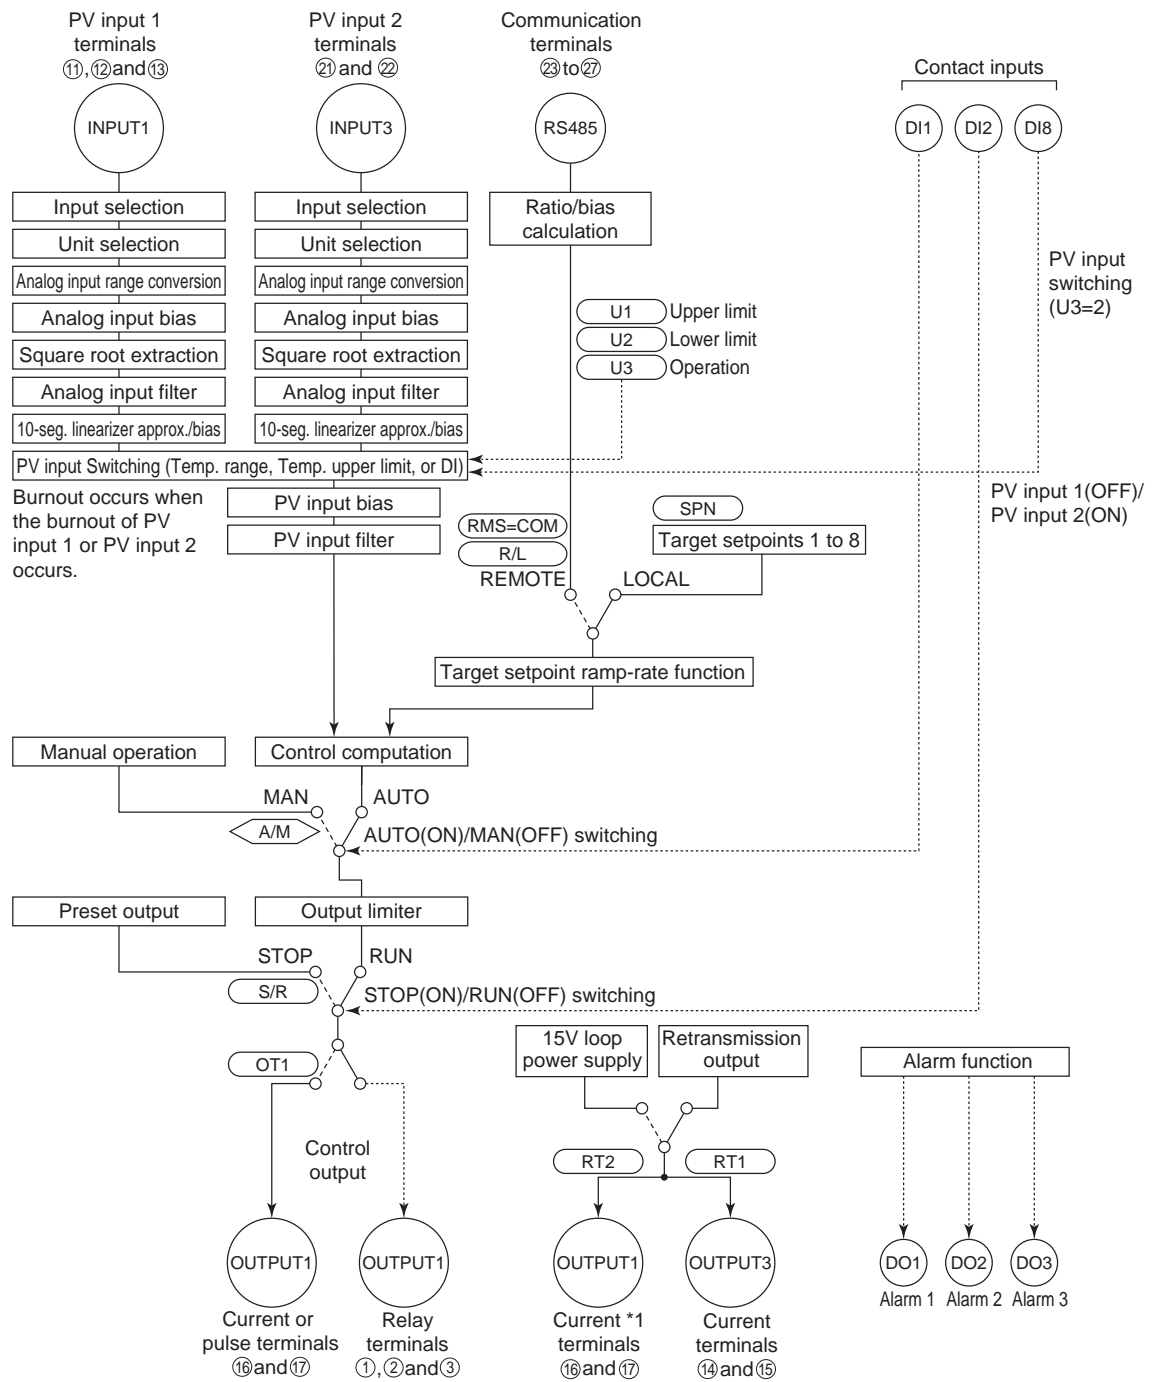 PV input 1
terminals
⑪,⑫and⑬
PV input 2
terminals
㉑and ㉒
Communication
terminals
㉓to㉗
Contact inputs
INPUT1
INPUT3
RS485
DI1
DI2
DI8
Input selection
Unit selection
Analog input range conversion
Analog input bias
Square root extraction
Analog input filter
10-seg. linearizer approx./bias
Input selection
Unit selection
Analog input range conversion
Analog input bias
Square root extraction
Analog input filter
10-seg. linearizer approx./bias
Ratio/bias
calculation
PV input
switching
(U3=2)
U1 Upper limit
U2 Lower limit
U3 Operation
PV input Switching (Temp. range, Temp. upper limit, or DI)
Burnout occurs when
the burnout of PV
input 1 or PV input 2
occurs.
PV input bias
PV input filter
PV input 1(OFF)/
PV input 2(ON)
RMS=COM
R/L
REMOTE
SPN
Target setpoints 1 to 8
LOCAL
Target setpoint ramp-rate function
Manual operation
Control computation
MAN
AUTO
A/M
AUTO(ON)/MAN(OFF) switching
Preset output
Output limiter
STOP
RUN
S/R
STOP(ON)/RUN(OFF) switching
OT1
15V loop
power supply
Retransmission
output
Alarm function
Control
output
RT2
RT1
OUTPUT1
OUTPUT1
OUTPUT1
OUTPUT3
DO1
DO2
DO3
Alarm 1
Alarm 2
Alarm 3
Current or
pulse terminals
⑯and⑰
Relay
terminals
①,②and③
Current *1
terminals
⑯and⑰
Current
terminals
⑭and⑮